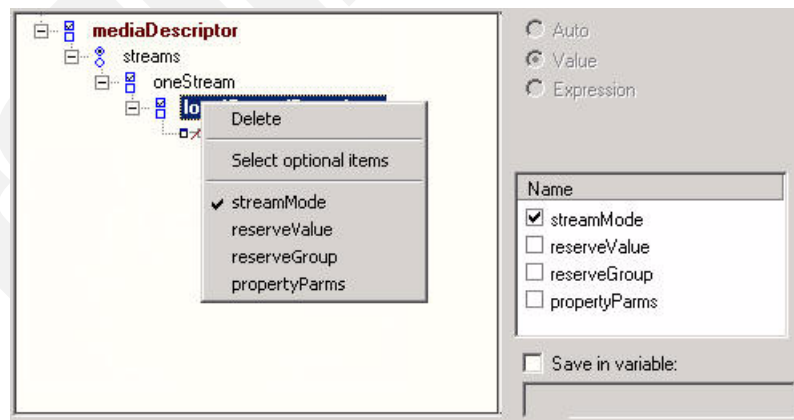 mediaDescriptor
streams
oneStream
Delete
Select optional items
streamMode
reserveValue
reserveGroup
propertyParms
Auto
Value
Expression
Name
streamMode
reserveValue
reserveGroup
propertyParms
Save in variable: